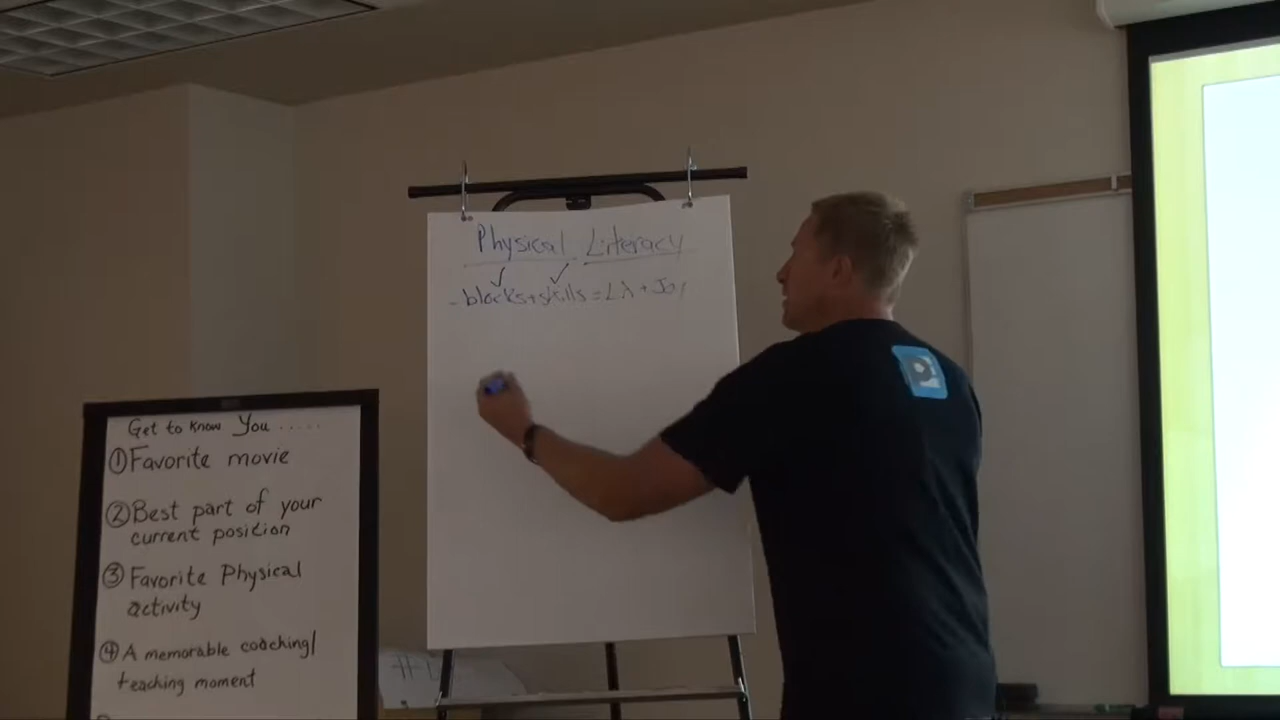 Physical Literacy
- blocks + skills = LA + Joy
Get to know You .....
① Favorite movie
② Best part of your
current position
③ Favorite Physical
activity
④ A memorable coaching/
teaching moment